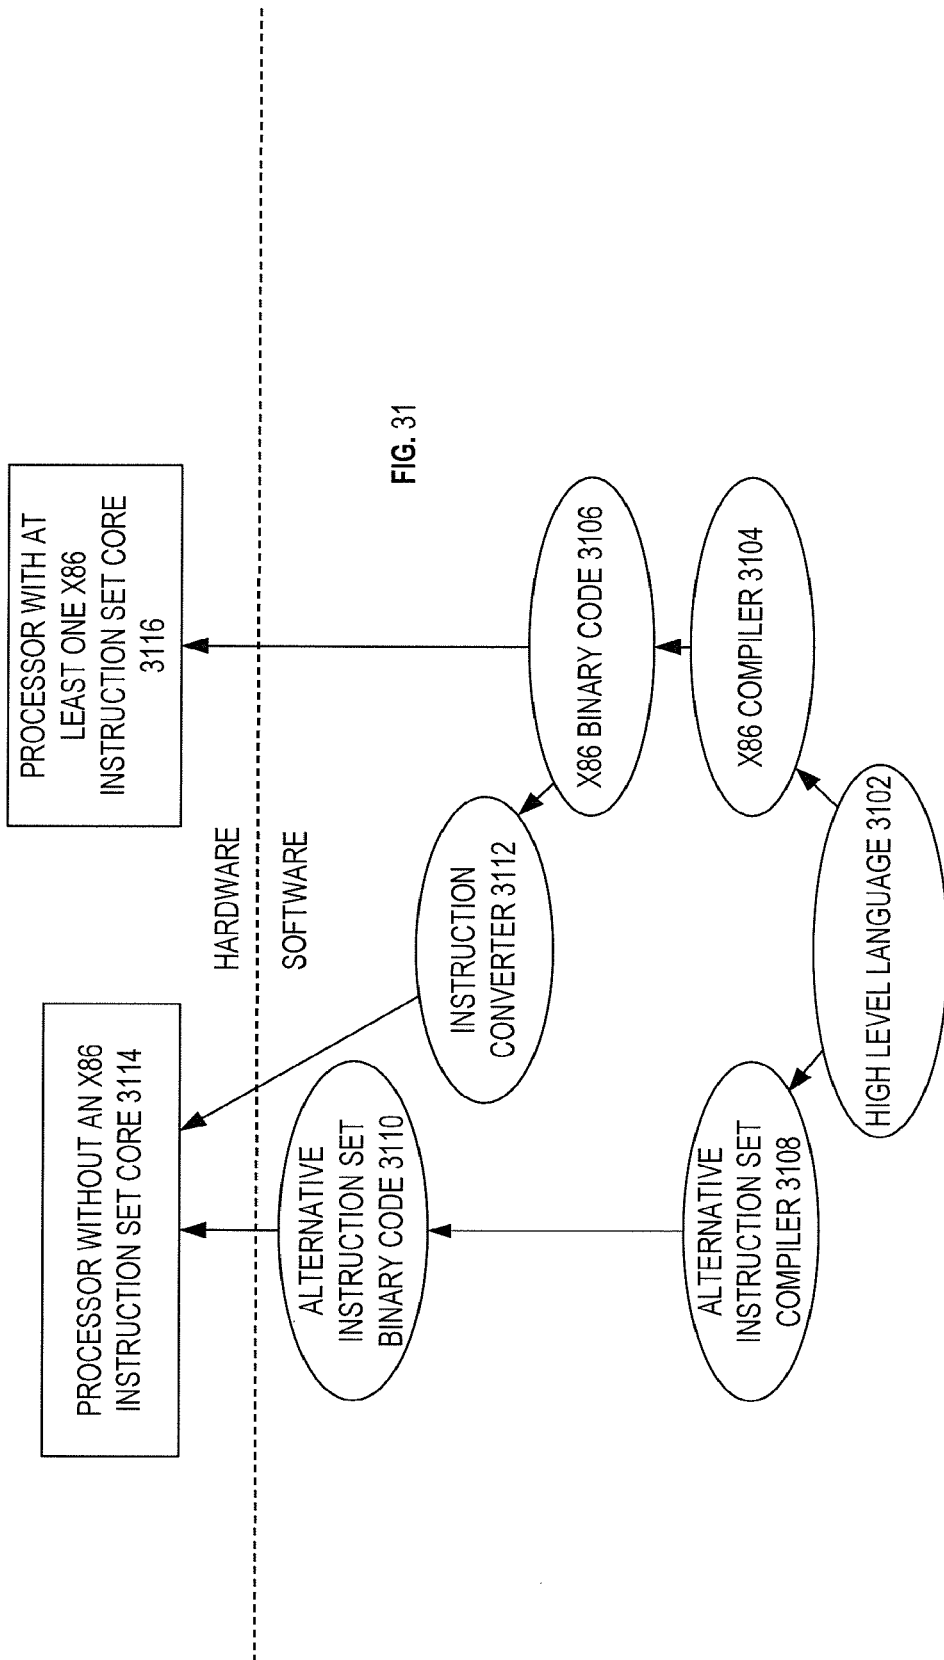 PROCESSOR WITHOUT AN X86
INSTRUCTION SET CORE 3114
PROCESSOR WITH AT
LEAST ONE X86
INSTRUCTION SET CORE
3116
HARDWARE
SOFTWARE
ALTERNATIVE
INSTRUCTION SET
BINARY CODE 3110
INSTRUCTION
CONVERTER 3112
FIG. 31
X86 BINARY CODE 3106
ALTERNATIVE
INSTRUCTION SET
COMPILER 3108
X86 COMPILER 3104
HIGH LEVEL LANGUAGE 3102